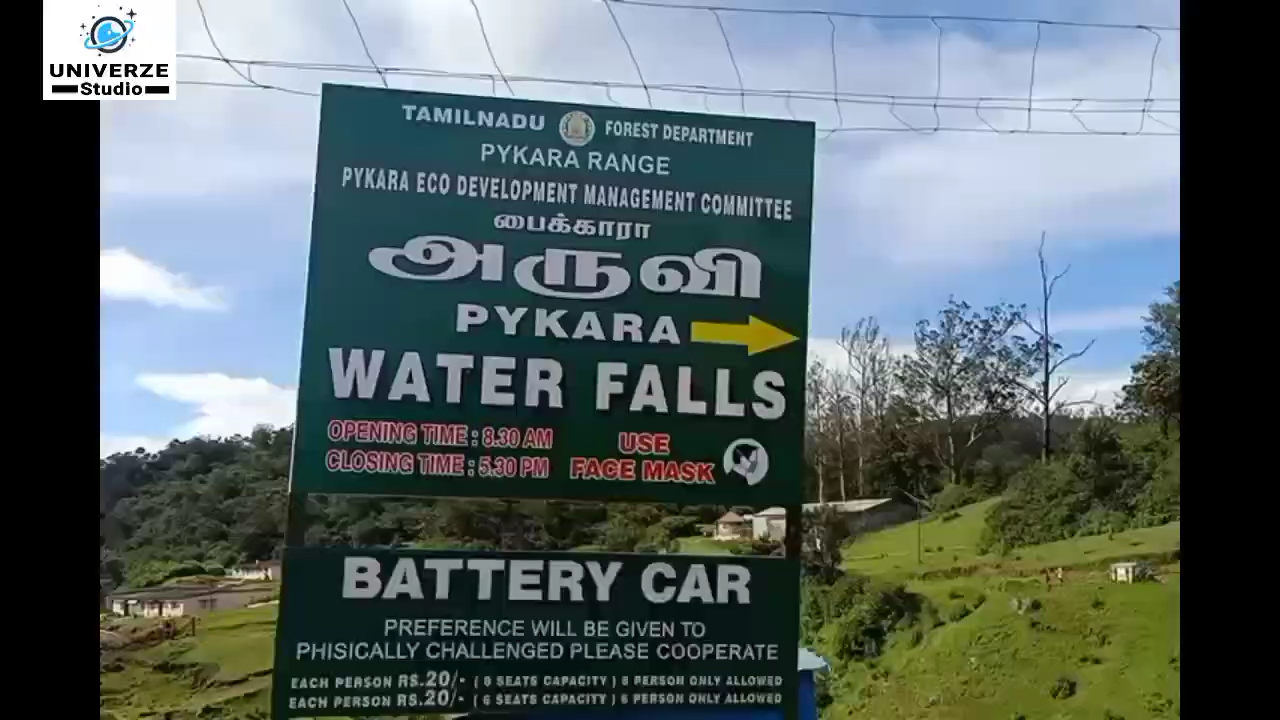 UNIVERZE
Studio
TAMILNADU FOREST DEPARTMENT
PYKARA RANGE
PYKARA ECO DEVELOPMENT MANAGEMENT COMMITTEE
பைக்காரா
அருவி
PYKARA
WATER FALLS
OPENING TIME : 8.30 AM
CLOSING TIME : 5.30 PM
USE
FACE MASK
BATTERY CAR
PREFERENCE WILL BE GIVEN TO
PHISICALLY CHALLENGED PLEASE COOPERATE
EACH PERSON RS.20/- ( 8 SEATS CAPACITY ) 8 PERSON ONLY ALLOWED
EACH PERSON RS.20/- ( 6 SEATS CAPACITY ) 6 PERSON ONLY ALLOWED